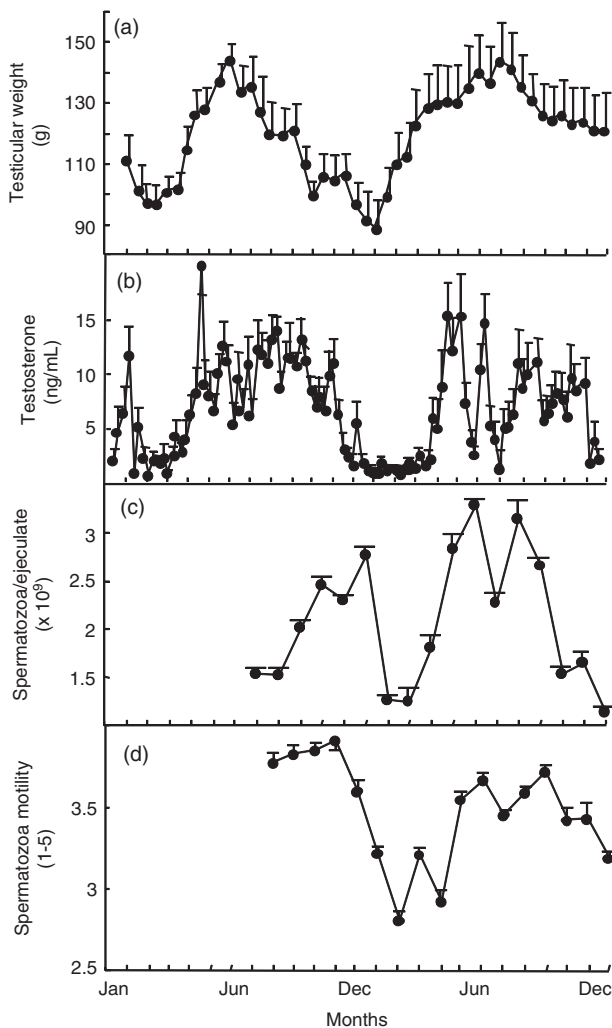 (a)
150
130
110
90
Testicular weight
(g)
(b)
15
10
5
Testosterone
(ng/mL)
(c)
3
2.5
2
1.5
Spermatozoa/ejeculate
(x 10⁹)
(d)
3.5
3
2.5
Spermatozoa motility
(1-5)
Jan Jun Dec Jun Dec
Months